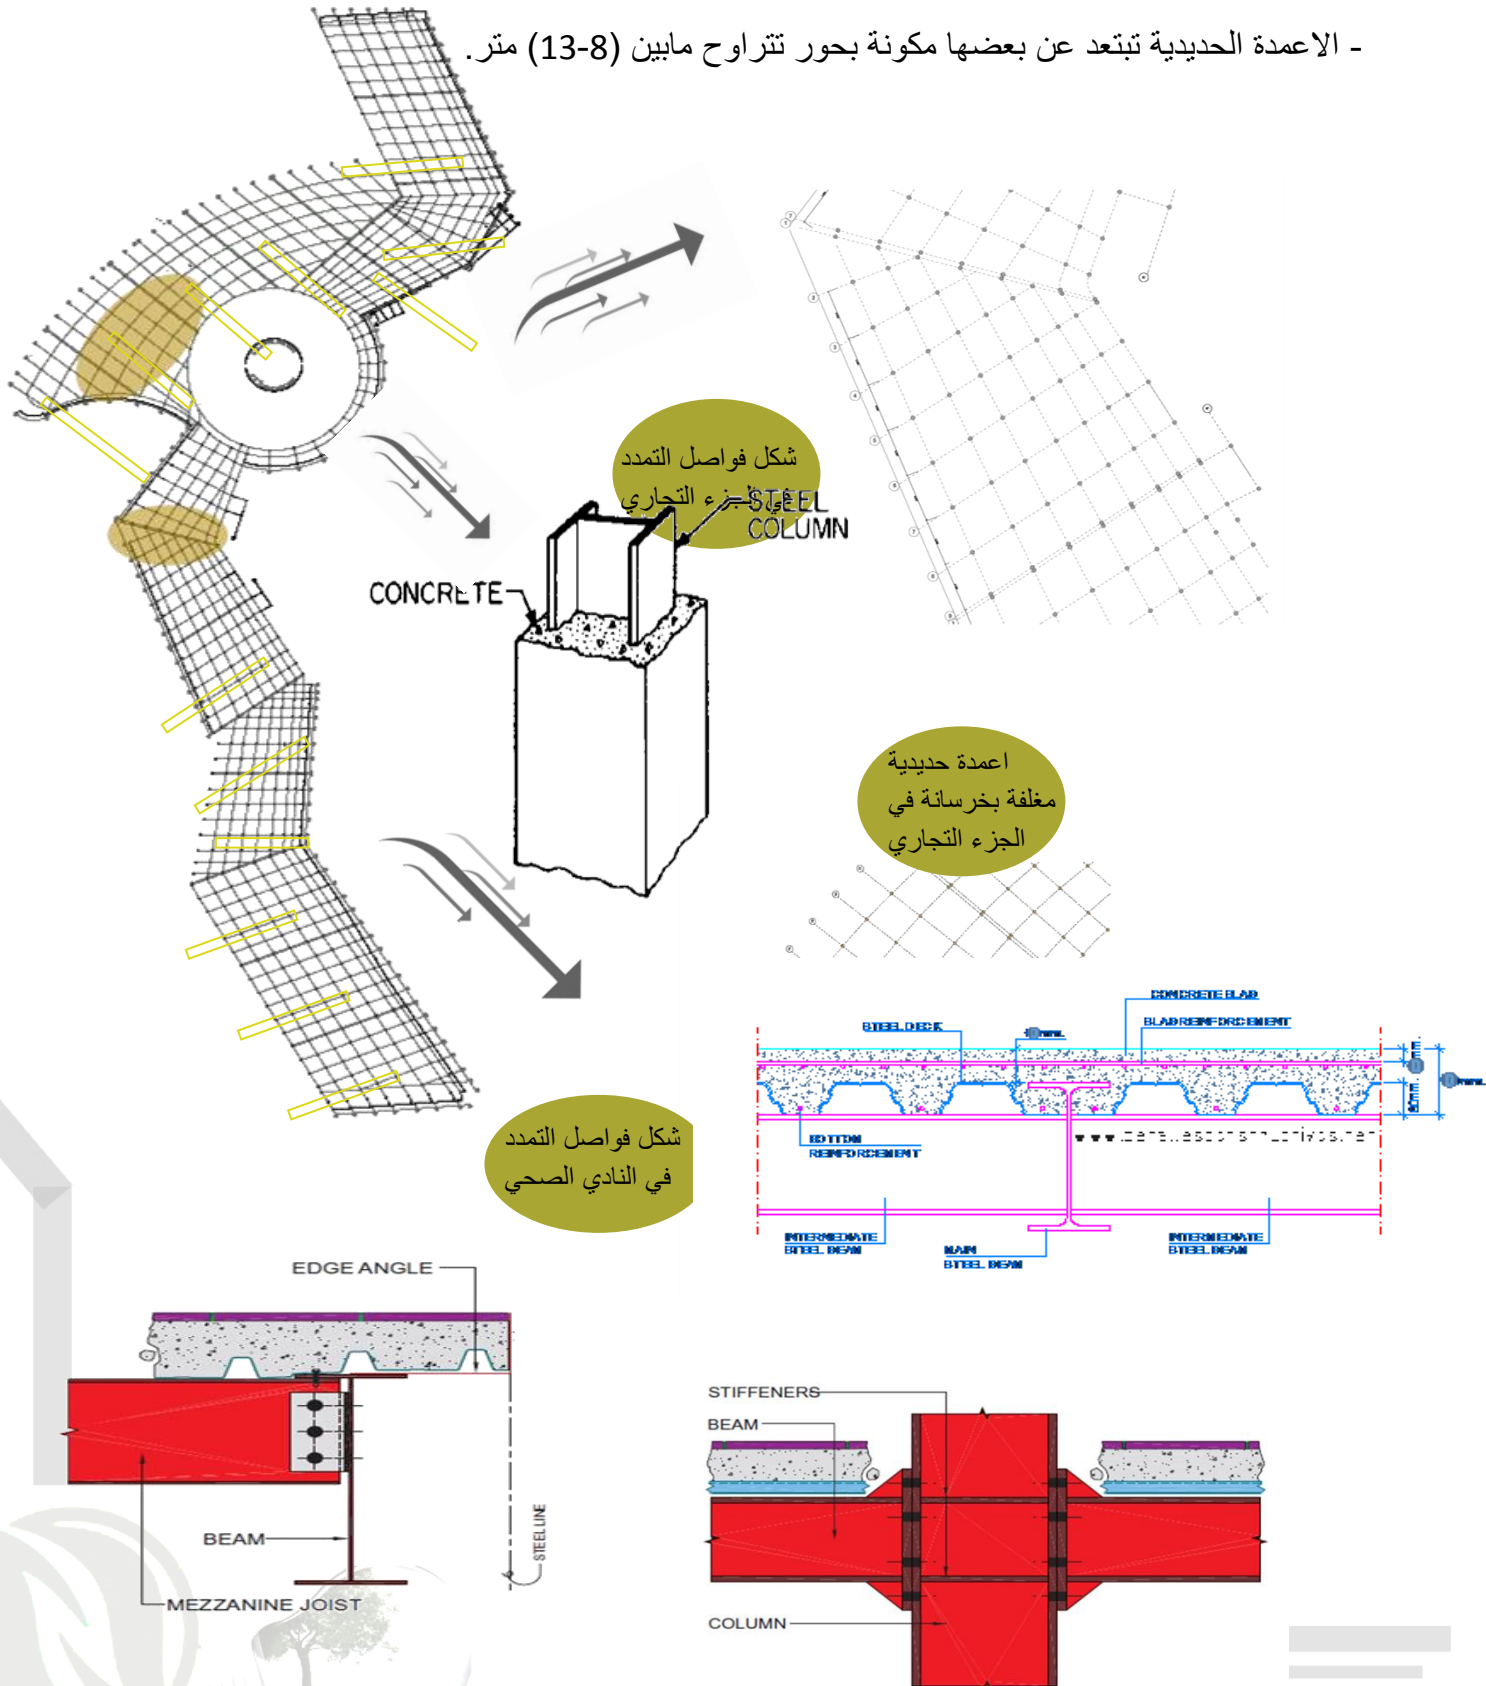 - الاعمدة الحديدية تبتعد عن بعضها مكونة بحور تتراوح مابين (8-13) متر.
شكل فواصل التمدد
في الجزء التجاري
STEEL
COLUMN
CONCRETE
اعمدة حديدية
مغلفة بخرسانة في
الجزء التجاري
CONCRETE SLAB
STEEL DECK
SLAB REINFORCEMENT
BOTTOM
REINFORCEMENT
INTERMEDIATE
STEEL BEAM
MAIN
STEEL BEAM
INTERMEDIATE
STEEL BEAM
شكل فواصل التمدد
في النادي الصحي
EDGE ANGLE
BEAM
MEZZANINE JOIST
STEEL LINE
STIFFENERS
BEAM
COLUMN